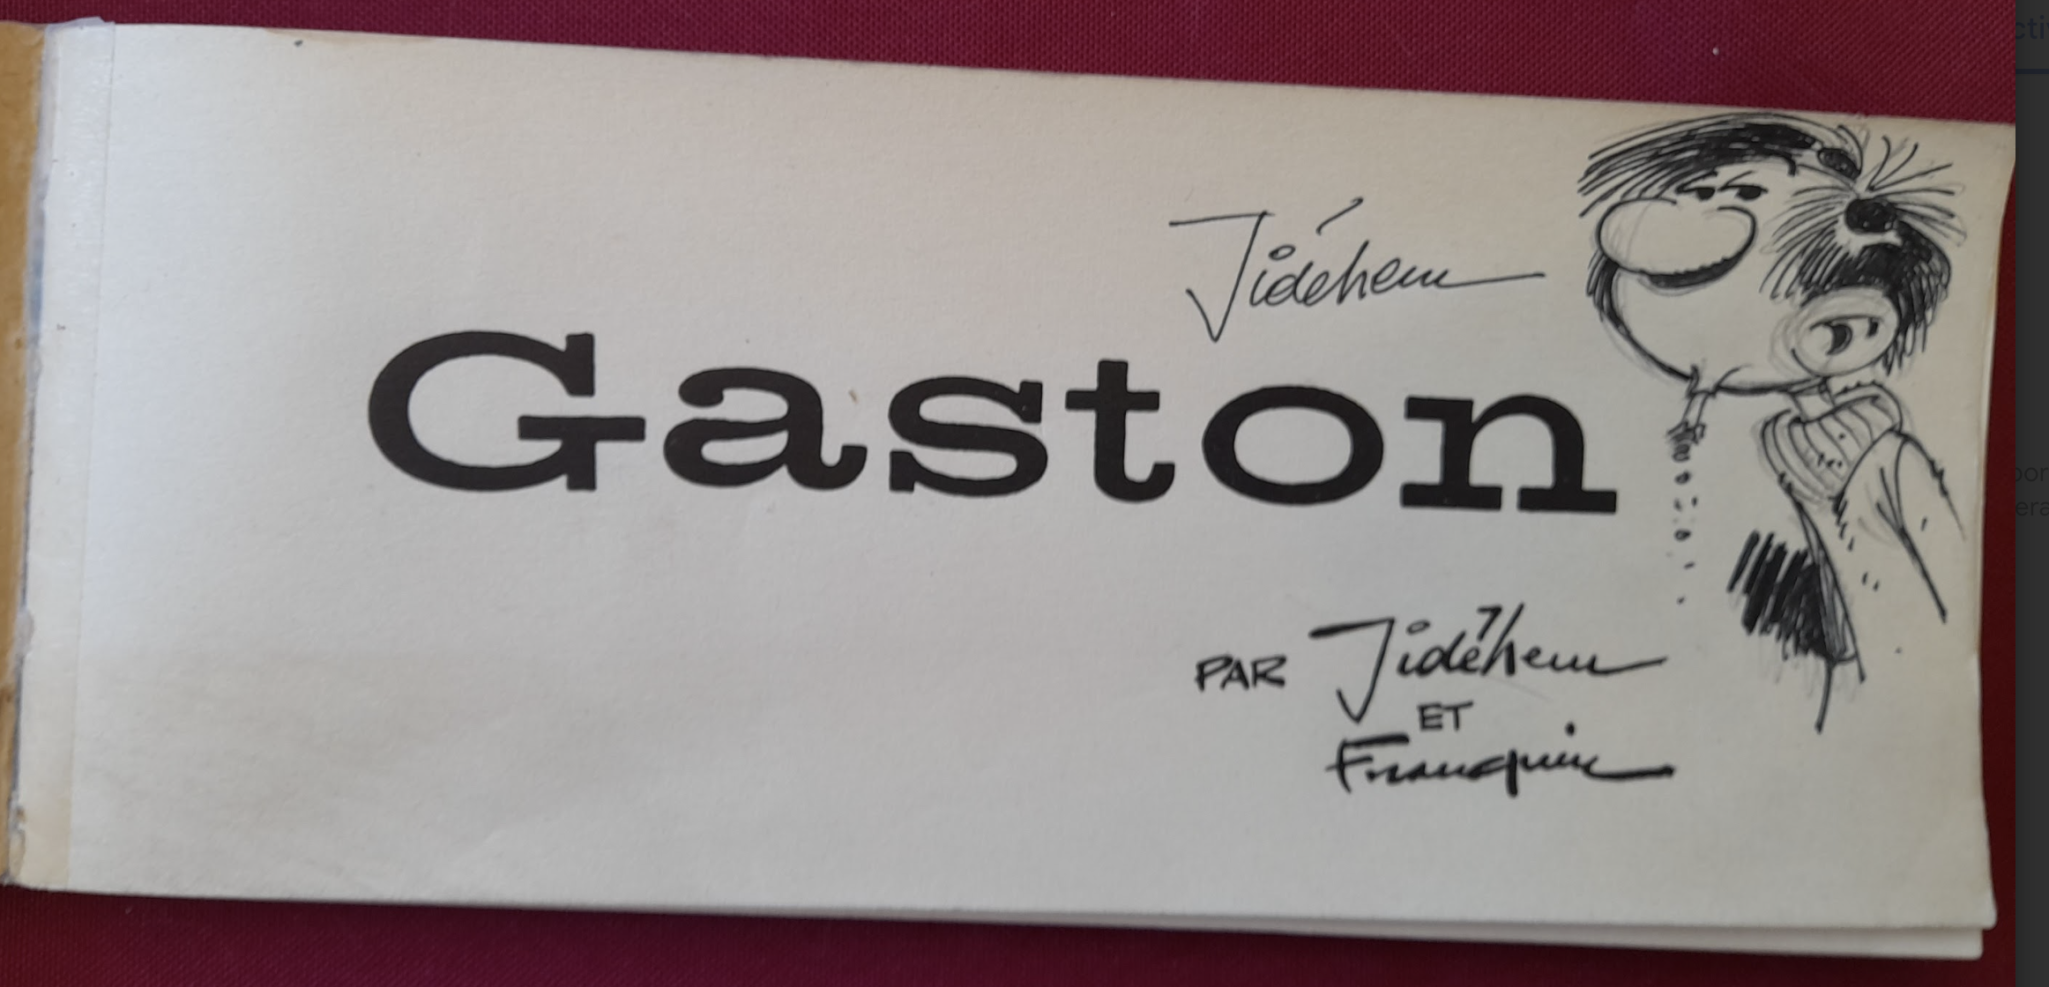 Jidéhem
Gaston
PAR Jidéhem
ET
Franquin